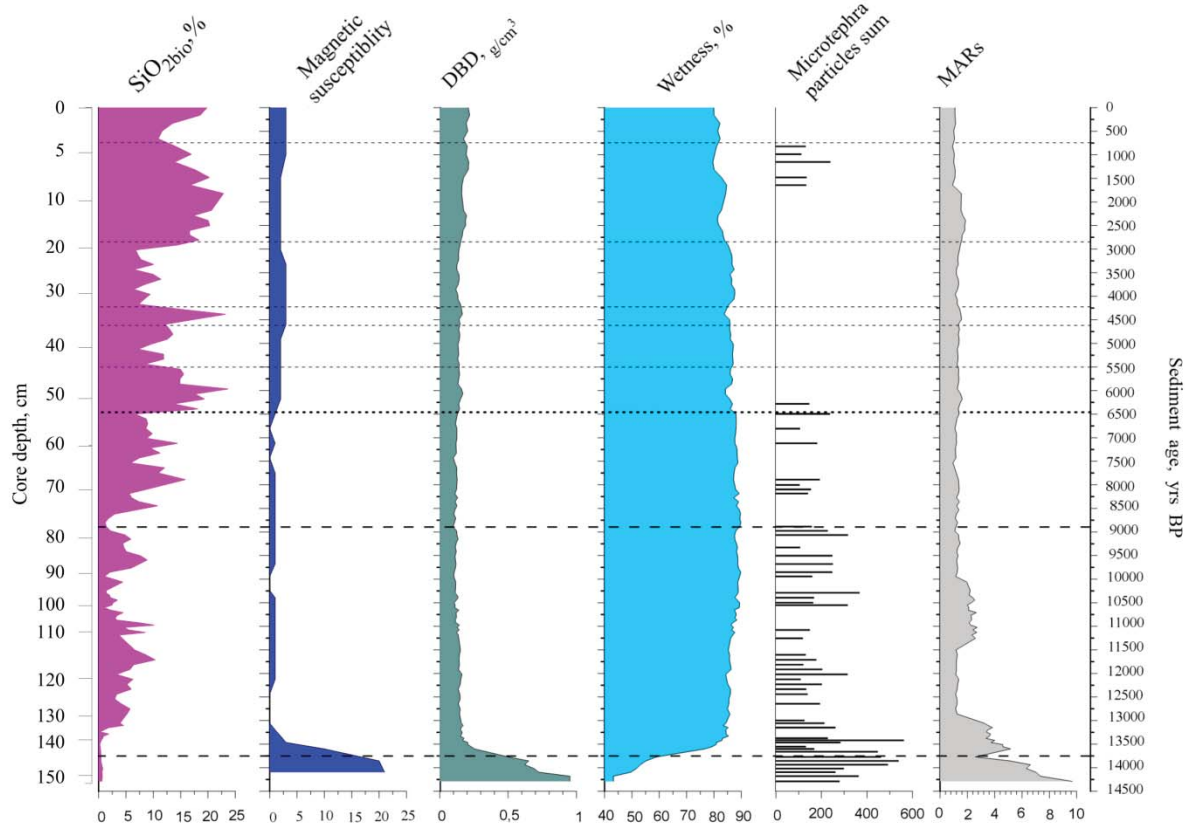 SiO2bio,%
Magnetic
susceptiblity
DBD, g/cm³
Wetness, %
Microtephra
particles sum
MARs
Core depth, cm
0
5
10
20
30
40
50
60
70
80
90
100
110
120
130
140
150
Sediment age, yrs BP
0
500
1000
1500
2000
2500
3000
3500
4000
4500
5500
6000
6500
7000
7500
8000
8500
9000
9500
10000
10500
11000
11500
12000
12500
13000
13500
14000
14500
0 5 10 15 20 25
0 5 10 15 20 25
0 0,5 1
40 50 60 70 80 90
0 200 400 600
0 2 4 6 8 10